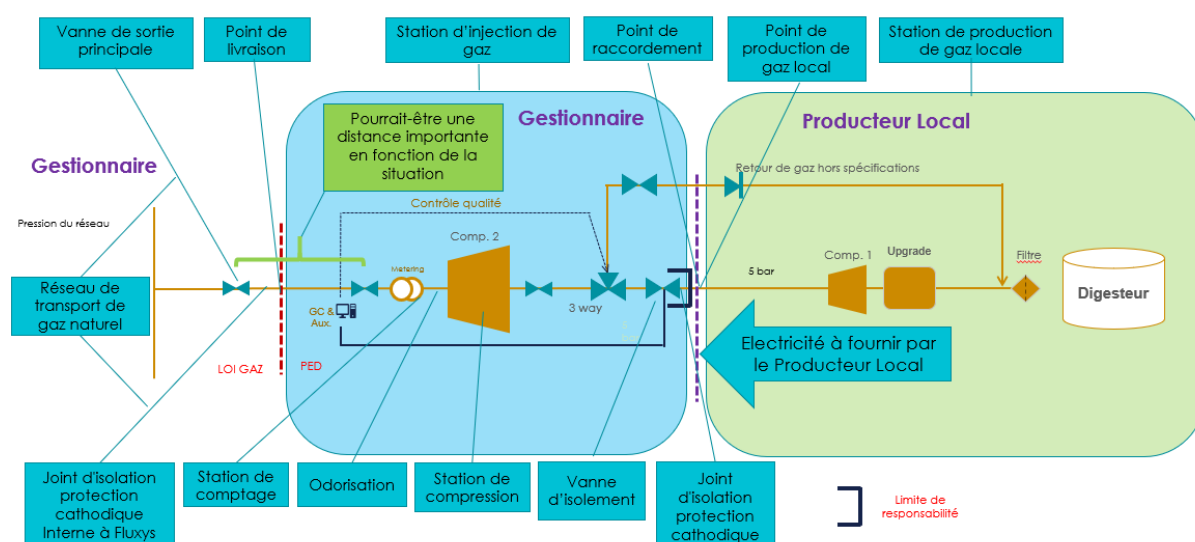 Vanne de sortie
principale
Point de
livraison
Station d'injection de
gaz
Point de
raccordement
Point de
production de
gaz local
Station de production
de gaz locale
Gestionnaire
Pourrait-être une
distance importante
en fonction de la
situation
Gestionnaire
Producteur Local
Retour de gaz hors spécifications
Contrôle qualité
Pression du réseau
Comp. 2
Metering
Comp. 1
Upgrade
Filtre
5 bar
Digesteur
Réseau de
transport de
gaz naturel
GC &
Aux.
3 way
Electricité à fournir par
le Producteur Local
LOI GAZ
PED
Joint d'isolation
protection
cathodique
Interne à Fluxys
Station de
comptage
Odorisation
Station de
compression
Vanne
d'isolement
Joint
d'isolation
protection
cathodique
Limite de
responsabilité